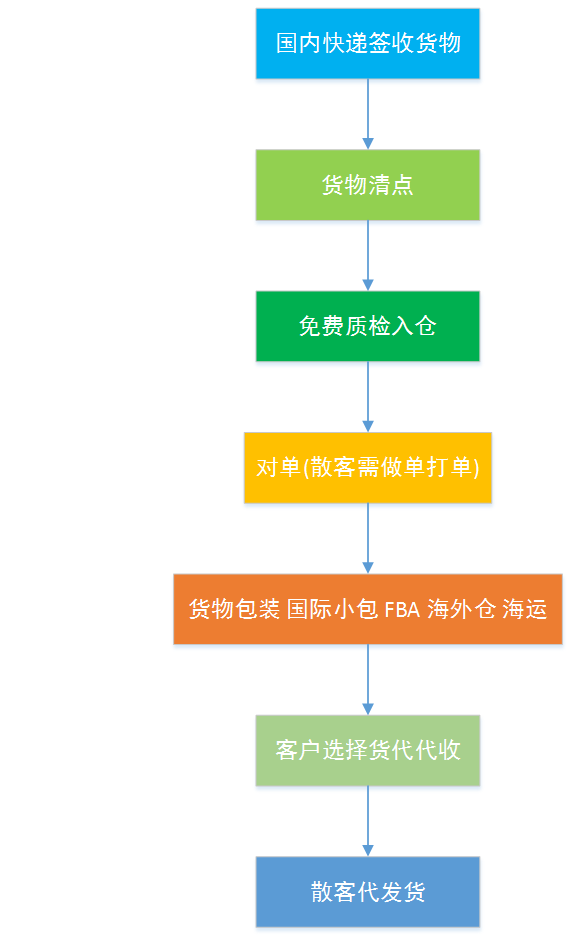 国内快递签收货物
货物清点
免费质检入仓
对单(散客需做单打单)
货物包装 国际小包 FBA 海外仓 海运
客户选择货代代收
散客代发货